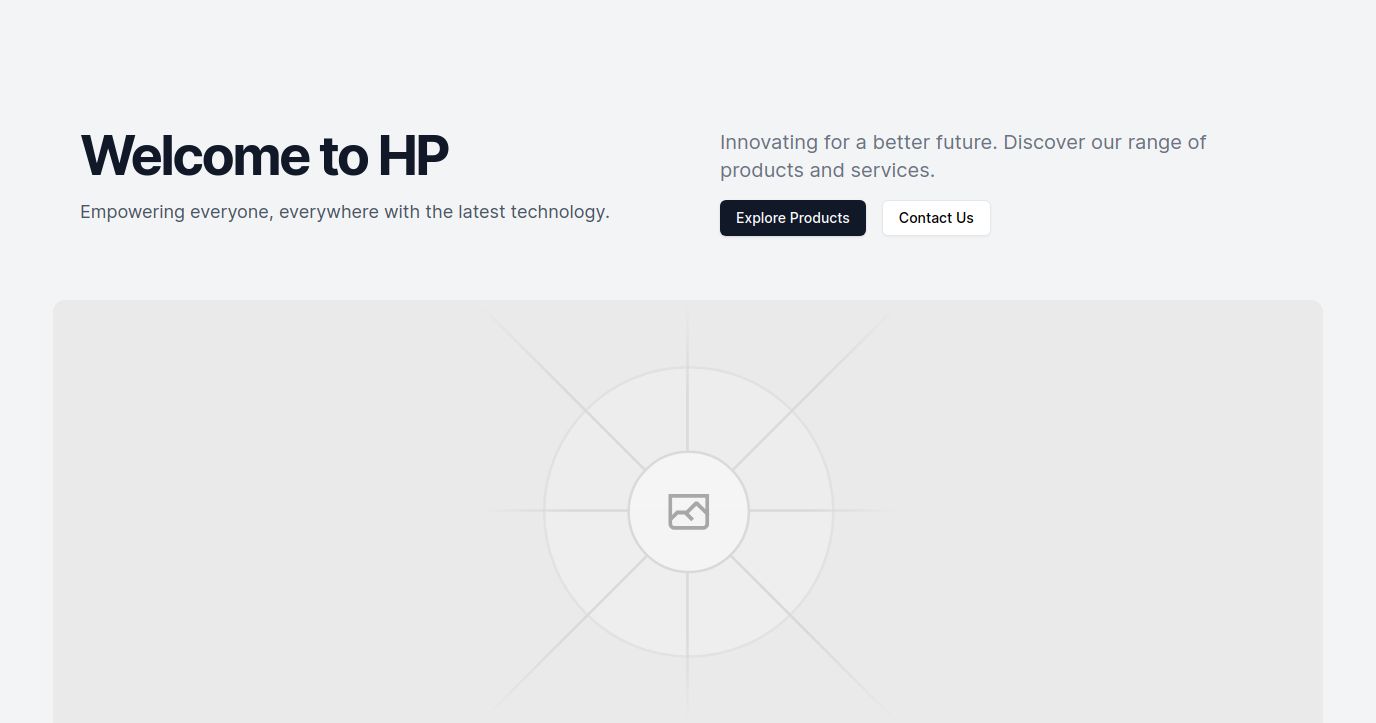 Welcome to HP
Empowering everyone, everywhere with the latest technology.
Innovating for a better future. Discover our range of
products and services.
Explore Products
Contact Us